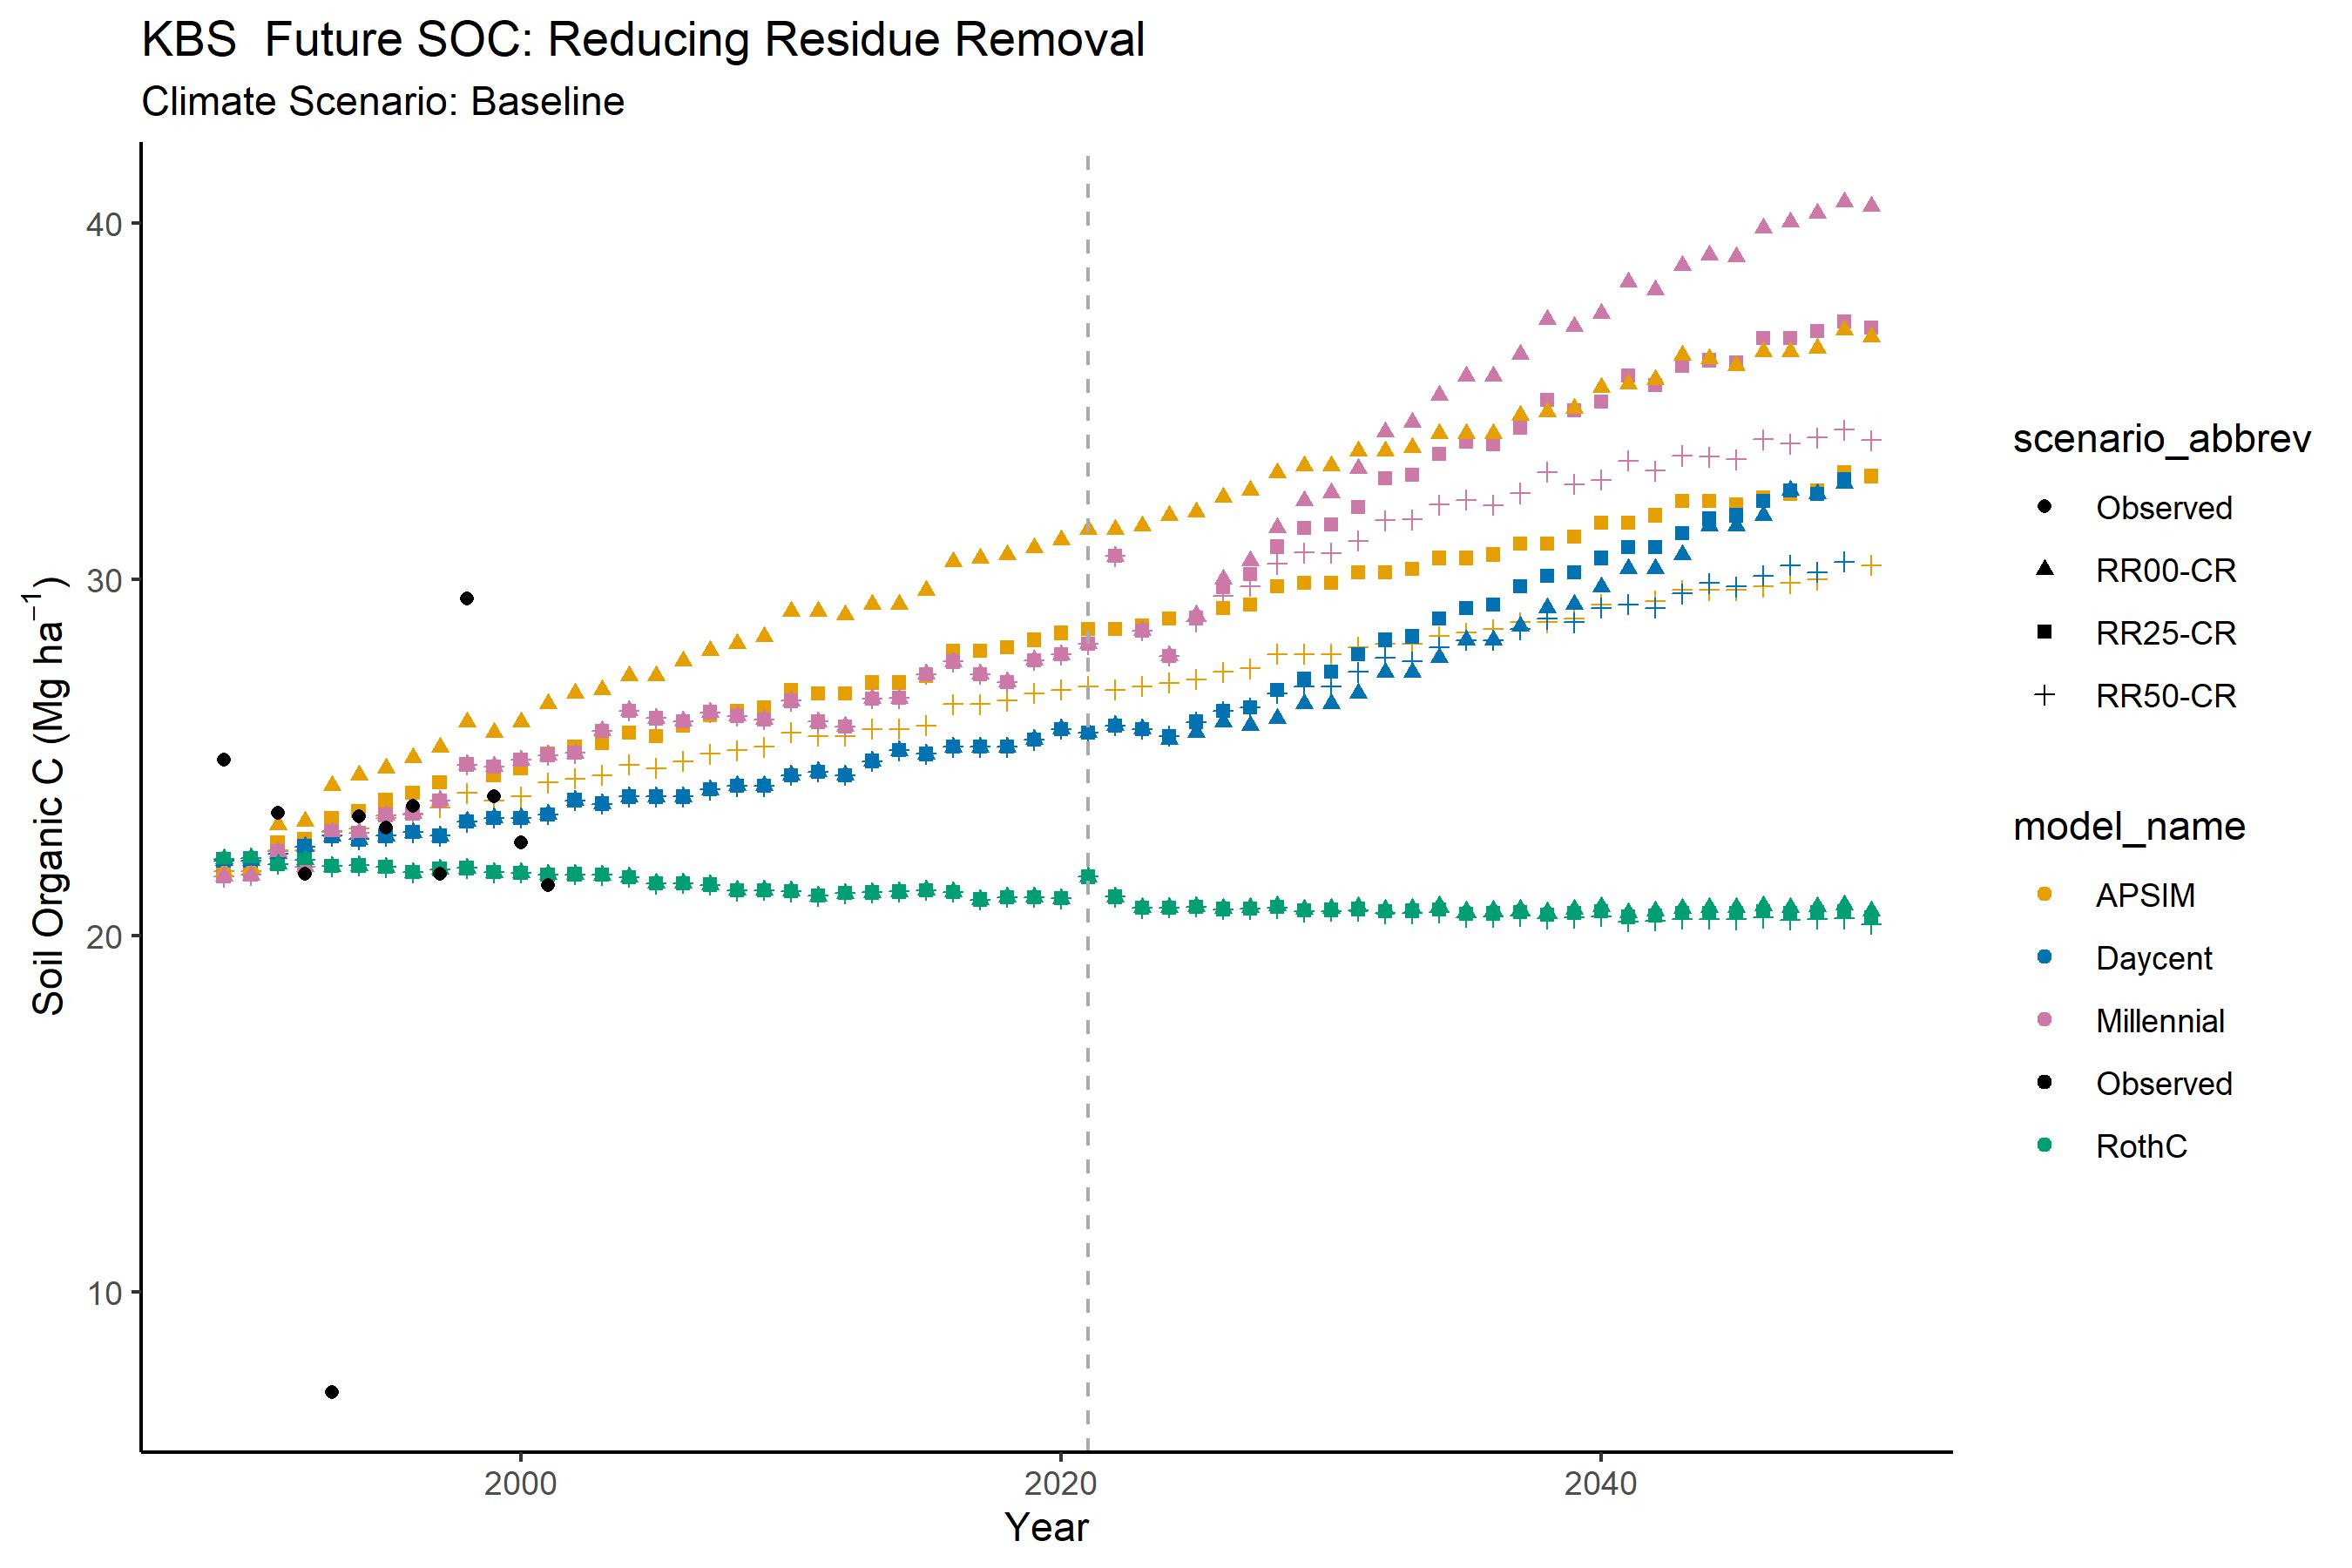 KBS  Future SOC: Reducing Residue Removal
Climate Scenario: Baseline
Soil Organic C (Mg ha⁻¹)
40
30
20
10
2000
2020
2040
Year
scenario_abbrev
Observed
RR00-CR
RR25-CR
RR50-CR
model_name
APSIM
Daycent
Millennial
Observed
RothC